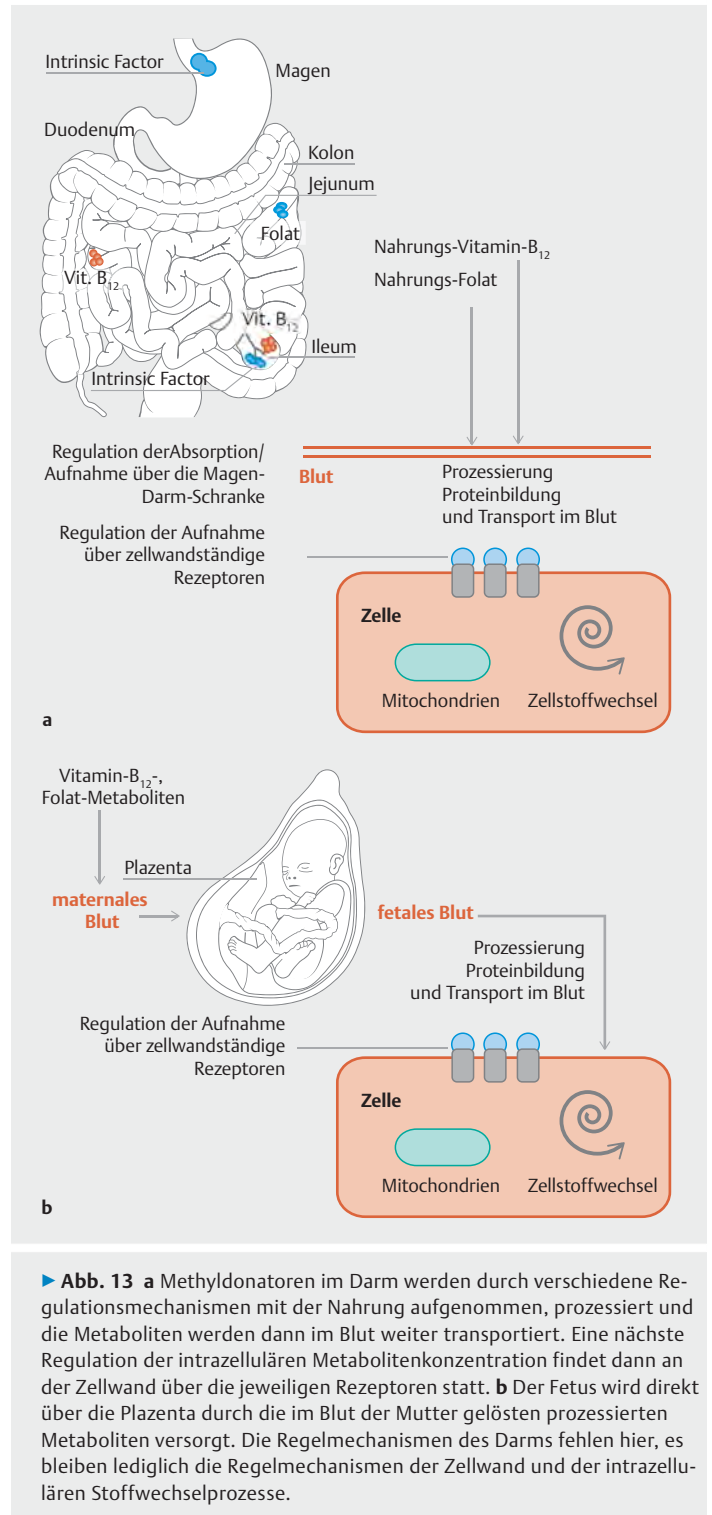 Intrinsic Factor
Magen
Duodenum
Kolon
Jejunum
Folat
Vit. B12
Vit. B12
Ileum
Intrinsic Factor
Nahrungs-Vitamin-B12
Nahrungs-Folat
Regulation derAbsorption/
Aufnahme über die Magen-
Darm-Schranke
Blut
Prozessierung
Proteinbildung
und Transport im Blut
Regulation der Aufnahme
über zellwandständige
Rezeptoren
Zelle
Mitochondrien
Zellstoffwechsel
a
Vitamin-B12-,
Folat-Metaboliten
Plazenta
maternales
Blut
fetales Blut
Prozessierung
Proteinbildung
und Transport im Blut
Regulation der Aufnahme
über zellwandständige
Rezeptoren
Zelle
Mitochondrien
Zellstoffwechsel
b
▶ Abb. 13 a Methyldonatoren im Darm werden durch verschiedene Re-
gulationsmechanismen mit der Nahrung aufgenommen, prozessiert und
die Metaboliten werden dann im Blut weiter transportiert. Eine nächste
Regulation der intrazellulären Metabolitenkonzentration findet dann an
der Zellwand über die jeweiligen Rezeptoren statt. b Der Fetus wird direkt
über die Plazenta durch die im Blut der Mutter gelösten prozessierten
Metaboliten versorgt. Die Regelmechanismen des Darms fehlen hier, es
bleiben lediglich die Regelmechanismen der Zellwand und der intrazellu-
lären Stoffwechselprozesse.